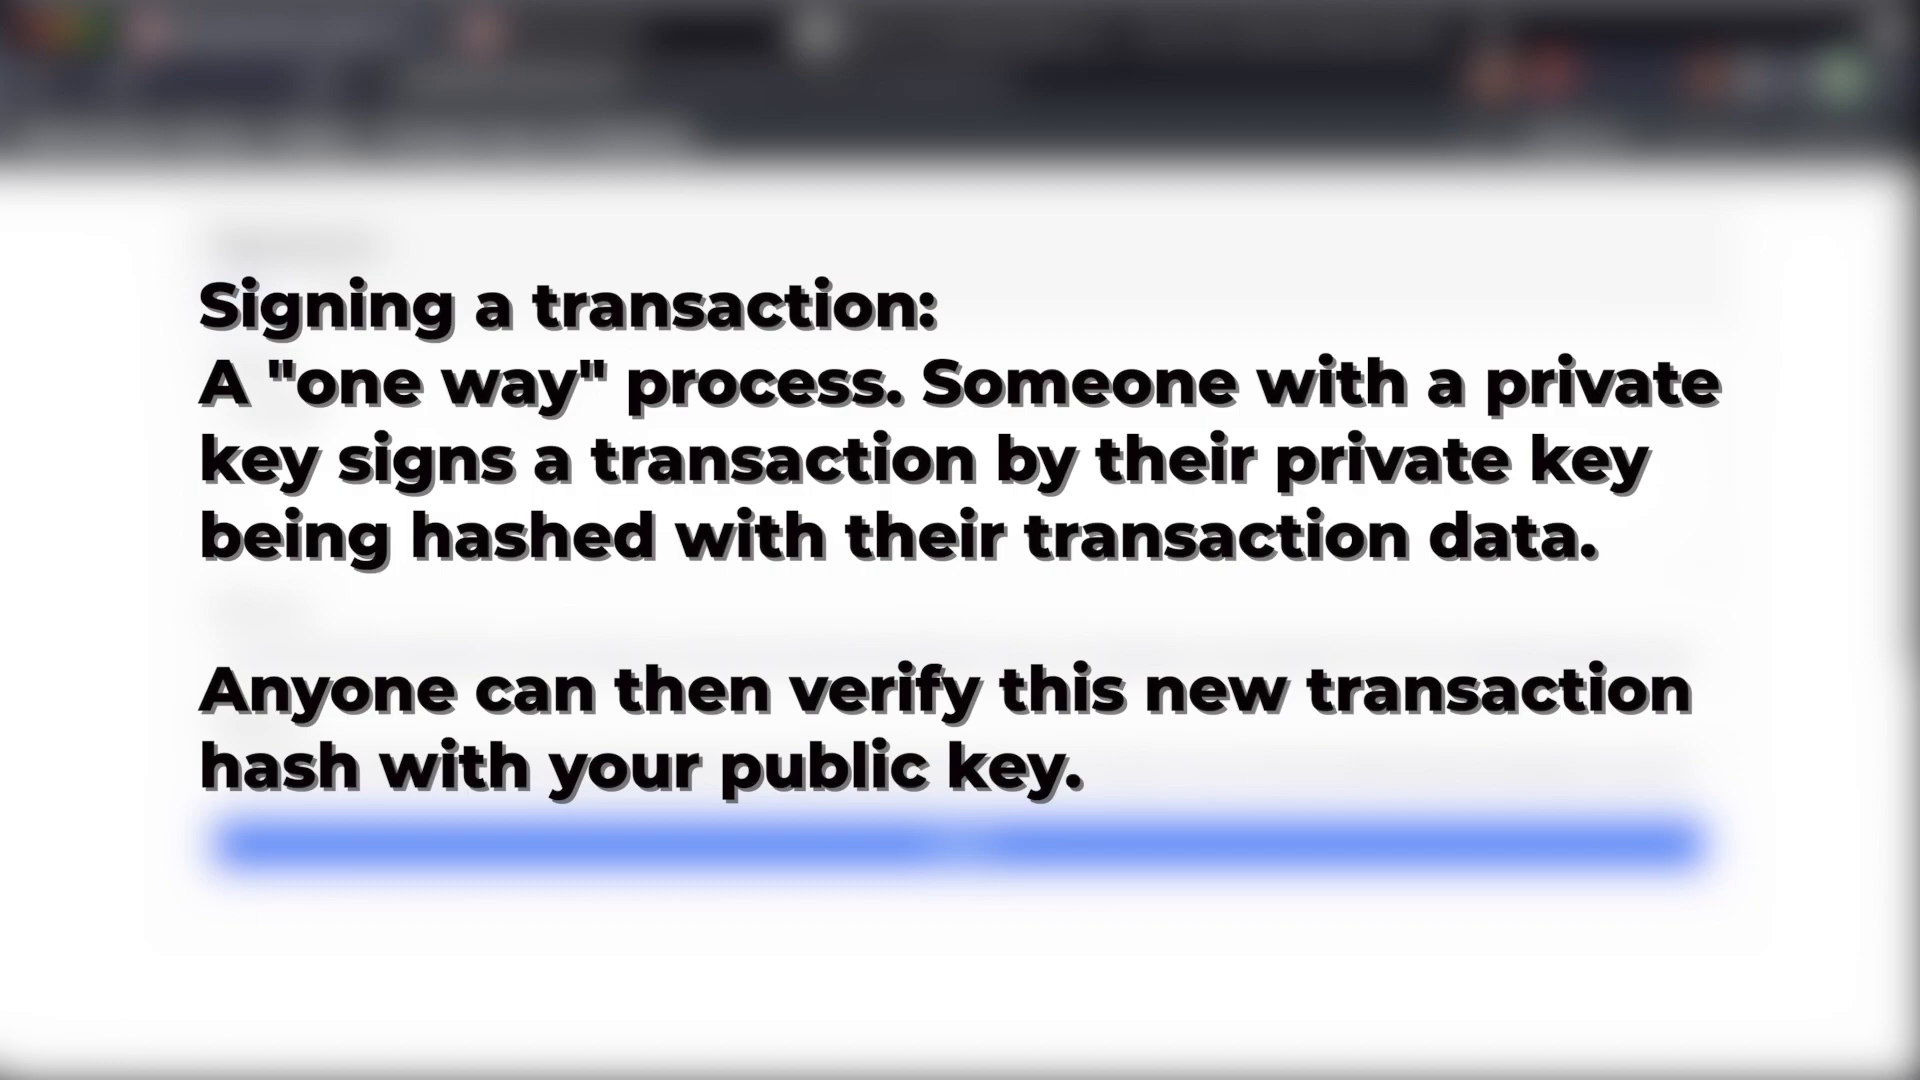 Signing a transaction:
A "one way" process. Someone with a private
key signs a transaction by their private key
being hashed with their transaction data.
Anyone can then verify this new transaction
hash with your public key.